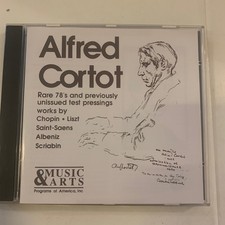 Alfred
Cortot
Rare 78's and previously
unissued test pressings
works by
Chopin • Liszt
Saint-Saens
Albeniz
Scriabin
MUSIC
& ARTS
Programs of America, Inc.